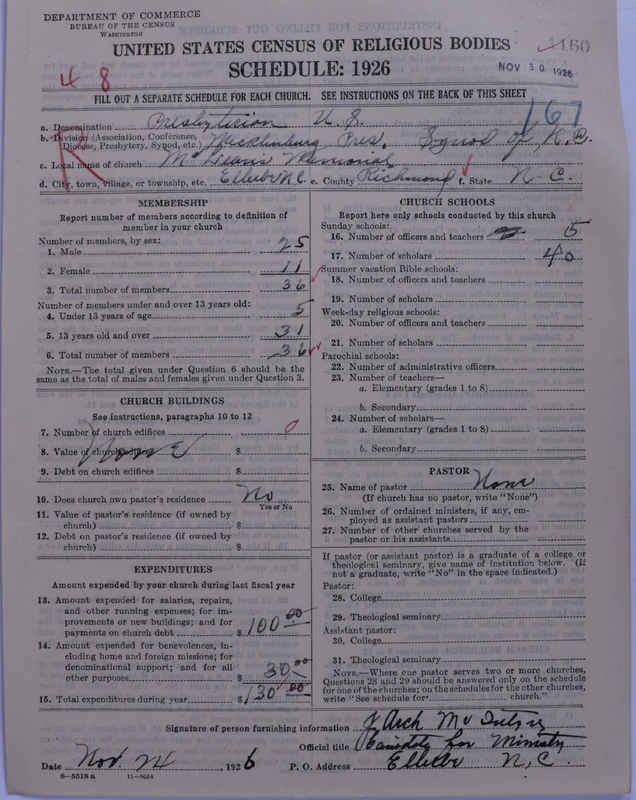 DEPARTMENT OF COMMERCE
BUREAU OF THE CENSUS
WASHINGTON
UNITED STATES CENSUS OF RELIGIOUS BODIES
SCHEDULE: 1926
1160
NOV 30 1926
48
FILL OUT A SEPARATE SCHEDULE FOR EACH CHURCH. SEE INSTRUCTIONS ON THE BACK OF THIS SHEET
167
a. Denomination Presbyterian U.S.
b. Division (Association, Conference, Diocese, Presbytery, Synod, etc.) Mecklenburg Pres. Synod of N.C.
c. Local name of church McLean's Memorial
d. City, town, village, or township, etc. Ellerbe N.C. e. County Richmond f. State N-C.
MEMBERSHIP
Report number of members according to definition of
member in your church
Number of members, by sex:
1. Male 25
2. Female 11
3. Total number of members 36
Number of members under and over 13 years old:
4. Under 13 years of age 5
5. 13 years old and over 31
6. Total number of members 36
NOTE.—The total given under Question 6 should be
same as the total of males and females given under Question 3.
CHURCH BUILDINGS
See instructions, paragraphs 10 to 12
7. Number of church edifices 0
8. Value of church edifices $
None
9. Debt on church edifices $
10. Does church own pastor's residence No
Yes or No
11. Value of pastor's residence (if owned by
church) $
12. Debt on pastor's residence (if owned by
church) $
EXPENDITURES
Amount expended by your church during last fiscal year
13. Amount expended for salaries, repairs,
and other running expenses; for im-
provements or new buildings; and for
payments on church debt $100.00
14. Amount expended for benevolences, in-
cluding home and foreign missions; for
denominational support; and for all
other purposes $30.00
15. Total expenditures during year $130.00
CHURCH SCHOOLS
Report here only schools conducted by this church
Sunday schools:
16. Number of officers and teachers 5
17. Number of scholars 40
Summer vacation Bible schools:
18. Number of officers and teachers
19. Number of scholars
Week-day religious schools:
20. Number of officers and teachers
21. Number of scholars
Parochial schools:
22. Number of administrative officers
23. Number of teachers—
a. Elementary (grades 1 to 8)
b. Secondary
24. Number of scholars—
a. Elementary (grades 1 to 8)
b. Secondary
PASTOR
25. Name of pastor None
(If church has no pastor, write "None")
26. Number of ordained ministers, if any, em-
ployed as assistant pastors
27. Number of other churches served by the
pastor or his assistants
If pastor (or assistant pastor) is a graduate of a college or
theological seminary, give name of institution below. (If
not a graduate, write "No" in the space indicated.)
Pastor:
28. College
29. Theological seminary
Assistant pastor:
30. College
31. Theological seminary
NOTE.—Where one pastor serves two or more churches,
Questions 28 and 29 should be answered only on the schedule
for one of the churches; on the schedules for the other churches,
write "See schedule for church."
Signature of person furnishing information Arch
Official title for Ministry
Date Nov. 24, 1926 P. O. Address Ellerbe N, C.
8-5518a 11-9684